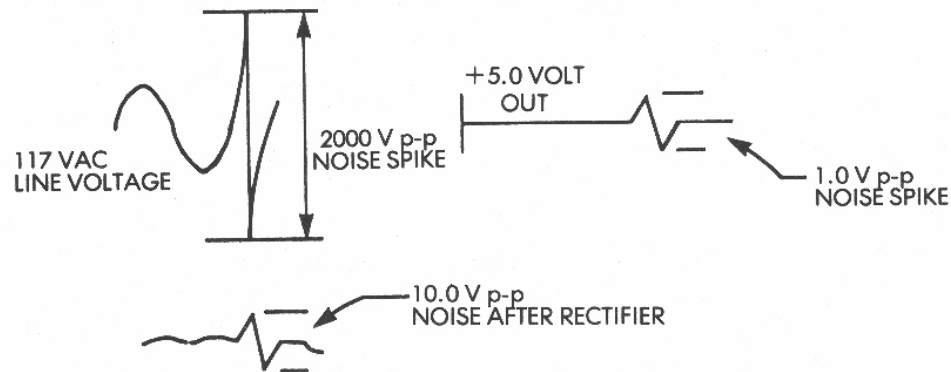 117 VAC
LINE VOLTAGE
2000 V p-p
NOISE SPIKE
+5.0 VOLT
OUT
1.0 V p-p
NOISE SPIKE
10.0 V p-p
NOISE AFTER RECTIFIER